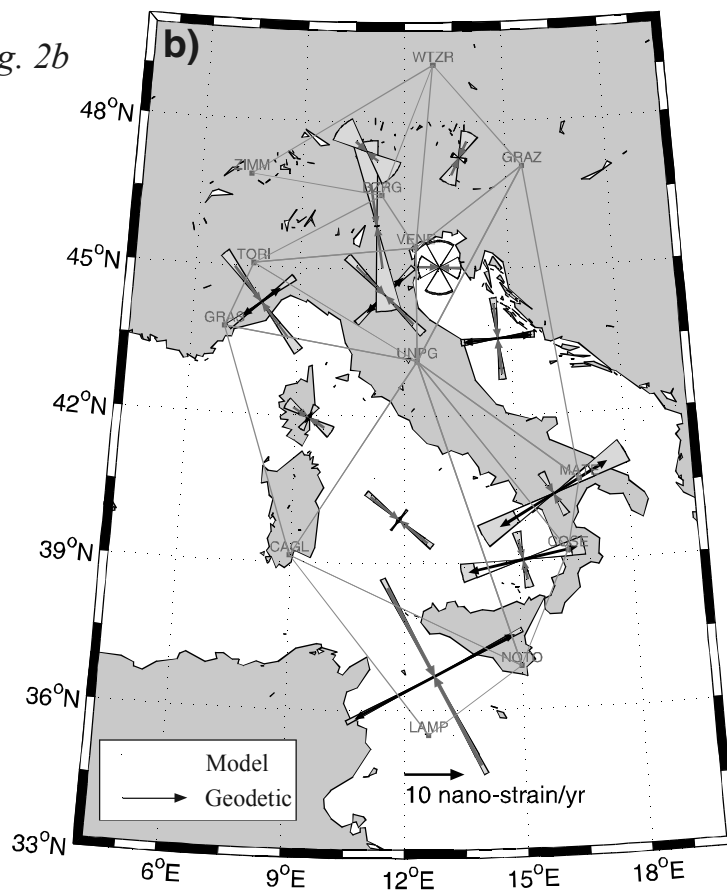 g. 2b
b)
WTZR
48°N
ZIMM
GRAZ
BZRG
VENE
45°N
TORI
GRAS
UNPG
42°N
MATE
39°N
CAGL
COSE
NOTO
36°N
LAMP
Model
Geodetic
10 nano-strain/yr
33°N
6°E
9°E
12°E
15°E
18°E